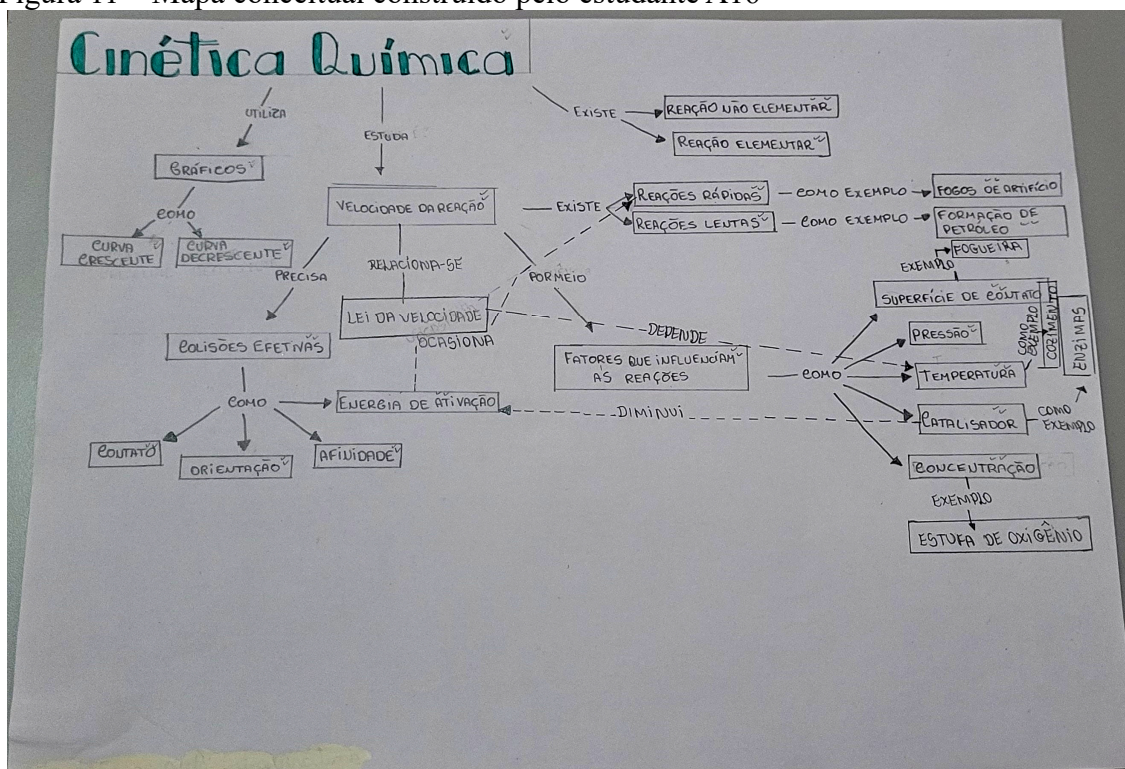 Figura 11 – Mapa conceitual construído pelo estudante A16
Cinética Química
UTILIZA
ESTUDA
EXISTE
REAÇÃO NÃO ELEMENTAR
REAÇÃO ELEMENTAR
GRÁFICOS
COMO
CURVA
CRESCENTE
CURVA
DECRESCENTE
VELOCIDADE DA REAÇÃO
EXISTE
REAÇÕES RÁPIDAS
COMO EXEMPLO
FOGOS DE ARTIFÍCIO
REAÇÕES LENTAS
COMO EXEMPLO
FORMAÇÃO DE
PETRÓLEO
PRECISA
RELACIONA-SE
POR MEIO
LEI DA VELOCIDADE
OCASIONA
DEPENDE
COLISÕES EFETIVAS
COMO
ENERGIA DE ATIVAÇÃO
CONTATO
ORIENTAÇÃO
AFINIDADE
FATORES QUE INFLUENCIAM
AS REAÇÕES
COMO
DIMINUI
FOGUEIRA
EXEMPLO
SUPERFÍCIE DE CONTATO
PRESSÃO
TEMPERATURA
COMO
EXEMPLO
COZIMENTO
CATALISADOR
COMO
EXEMPLO
ENZIMAS
CONCENTRAÇÃO
EXEMPLO
ESTUFA DE OXIGÊNIO